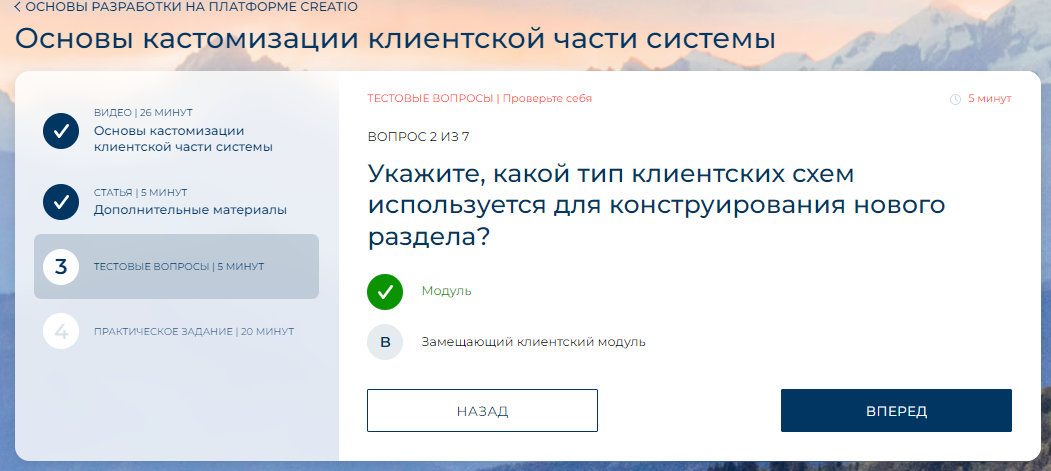 ОСНОВЫ РАЗРАБОТКИ НА ПЛАТФОРМЕ CREATIO
Основы кастомизации клиентской части системы
ВИДЕО | 26 МИНУТ
Основы кастомизации
клиентской части системы
СТАТЬЯ | 5 МИНУТ
Дополнительные материалы
3
ТЕСТОВЫЕ ВОПРОСЫ | 5 МИНУТ
4
ПРАКТИЧЕСКОЕ ЗАДАНИЕ | 20 МИНУТ
ТЕСТОВЫЕ ВОПРОСЫ | Проверьте себя
5 минут
ВОПРОС 2 ИЗ 7
Укажите, какой тип клиентских схем
используется для конструирования нового
раздела?
Модуль
B
Замещающий клиентский модуль
НАЗАД
ВПЕРЕД